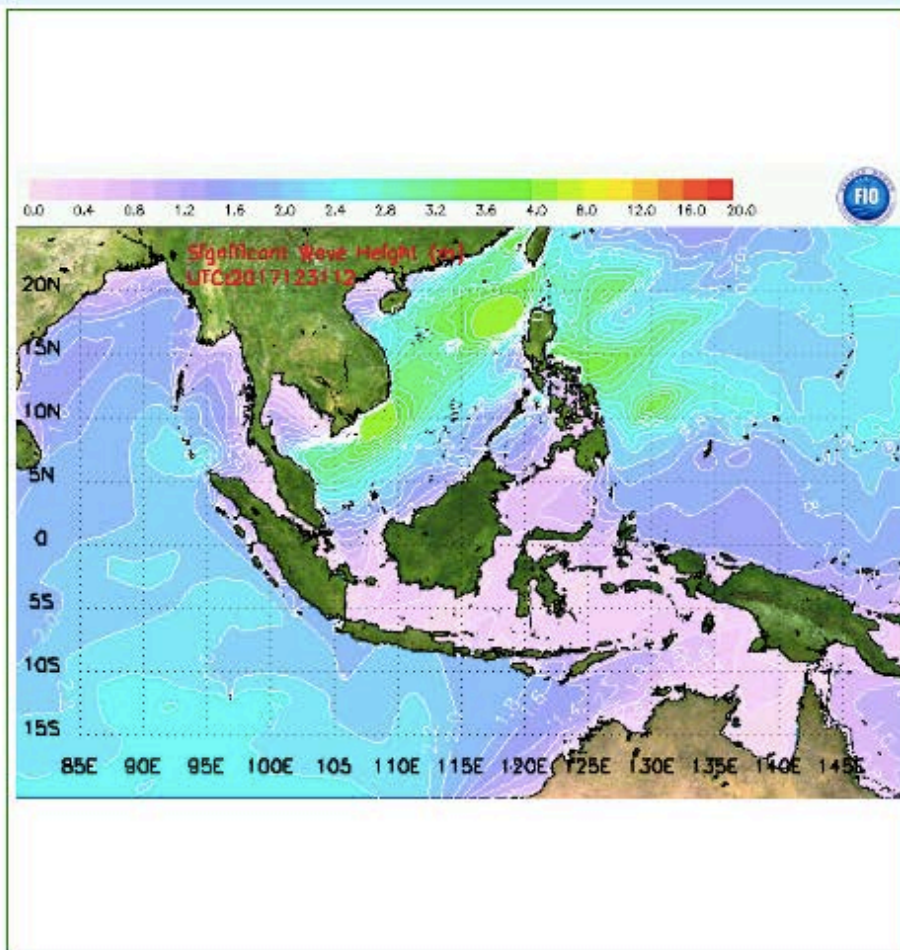 0.0 0.4 0.8 1.2 1.6 2.0 2.4 2.8 3.2 3.6 4.0 8.0 12.0 16.0 20.0
FIO
Significant Wave Height (m)
UTC:2017123112
20N
15N
10N
5N
0
5S
10S
15S
85E 90E 95E 100E 105 110E 115E 120E 125E 130E 135E 140E 145E